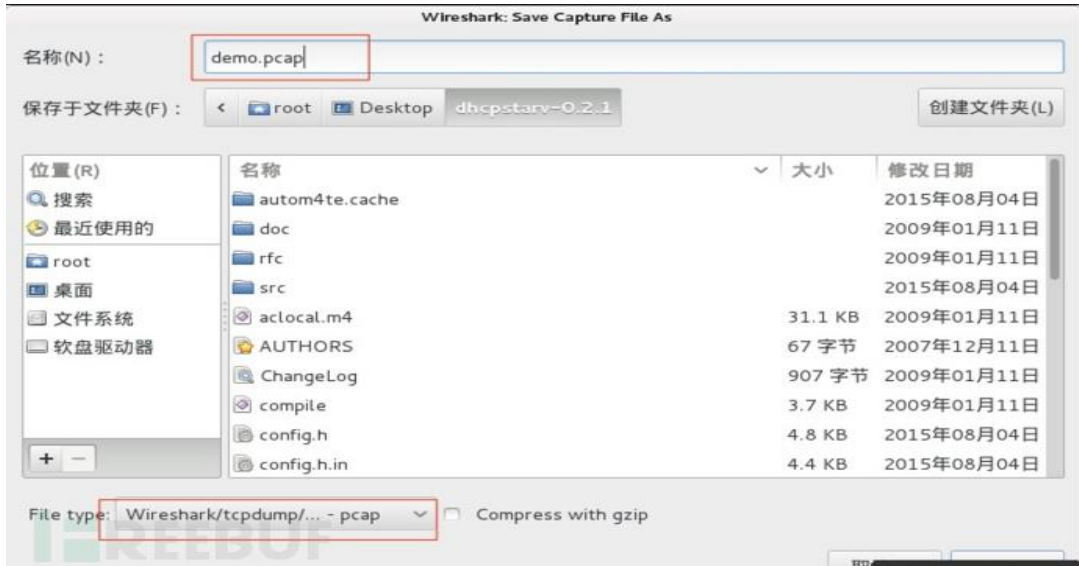 Wireshark: Save Capture File As
名称(N)： demo.pcap
保存于文件夹(F)： < root Desktop dhcpstarv-0.2.1 创建文件夹(L)
位置(R) 名称 大小 修改日期
搜索 autom4te.cache 2015年08月04日
最近使用的 doc 2009年01月11日
root rfc 2009年01月11日
桌面 src 2015年08月04日
文件系统 aclocal.m4 31.1 KB 2009年01月11日
软盘驱动器 AUTHORS 67 字节 2007年12月11日
ChangeLog 907 字节 2009年01月11日
compile 3.7 KB 2009年01月11日
config.h 4.8 KB 2015年08月04日
+ − config.h.in 4.4 KB 2015年08月04日
File type: Wireshark/tcpdump/... - pcap Compress with gzip
FREEBUF